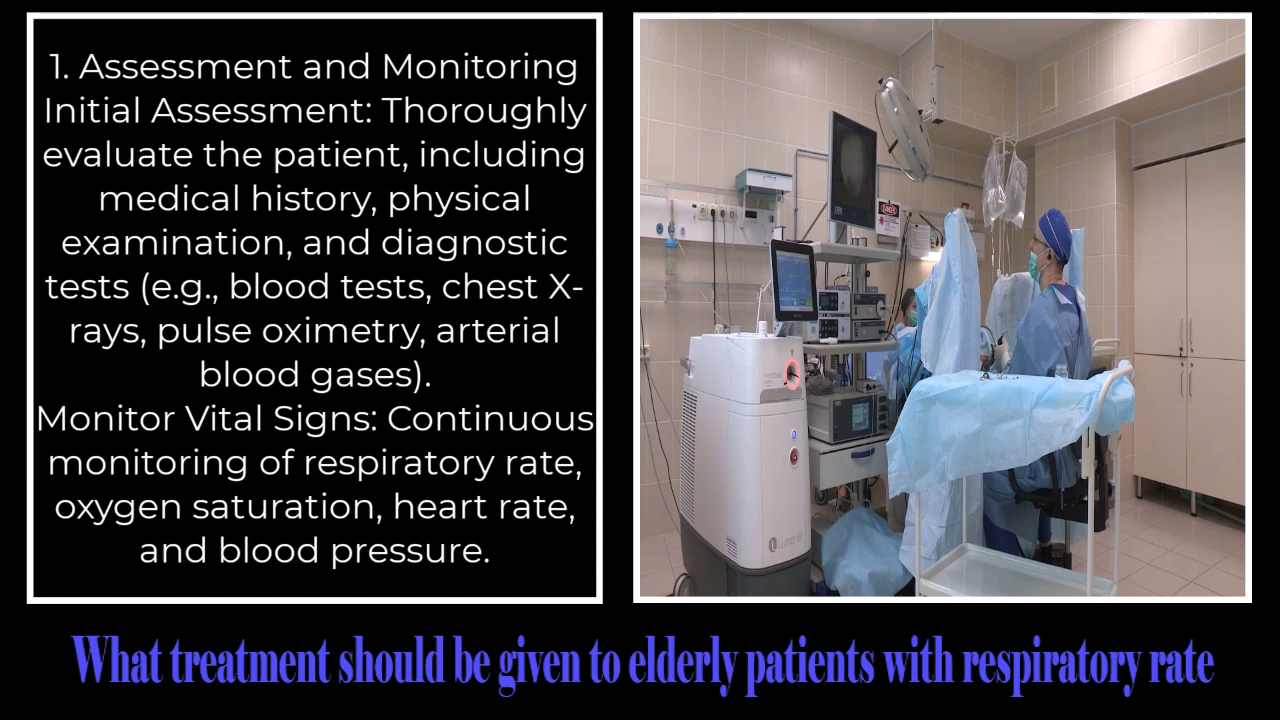 1. Assessment and Monitoring
Initial Assessment: Thoroughly
evaluate the patient, including
medical history, physical
examination, and diagnostic
tests (e.g., blood tests, chest X-
rays, pulse oximetry, arterial
blood gases).
Monitor Vital Signs: Continuous
monitoring of respiratory rate,
oxygen saturation, heart rate,
and blood pressure.
DANGER
Lumenis
What treatment should be given to elderly patients with respiratory rate